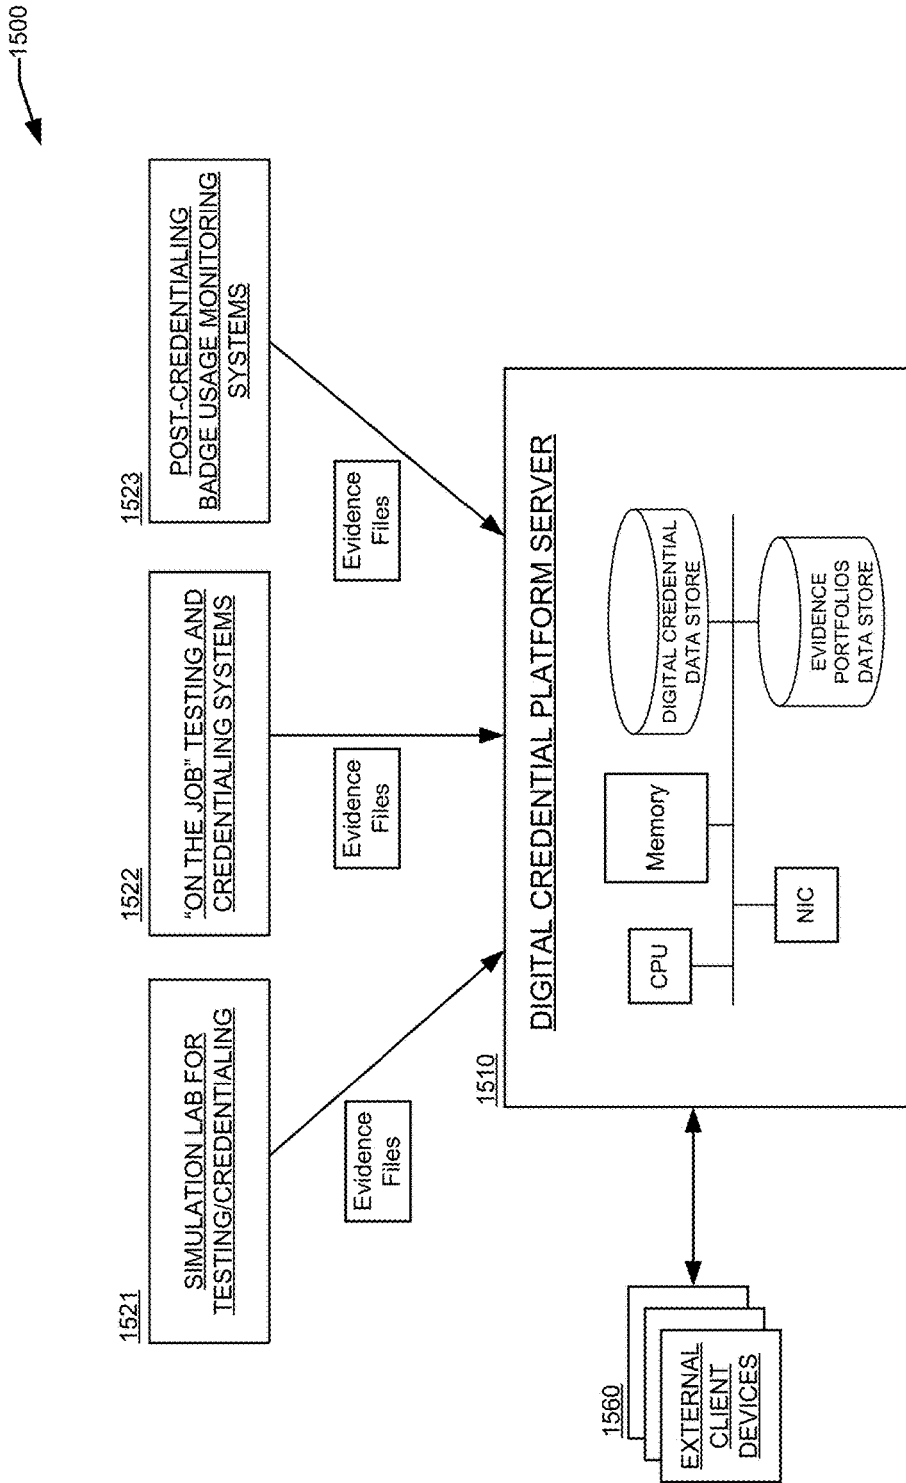 1500
1521
SIMULATION LAB FOR
TESTING/CREDENTIALING
1522
"ON THE JOB" TESTING AND
CREDENTIALING SYSTEMS
1523
POST-CREDENTIALING
BADGE USAGE MONITORING
SYSTEMS
Evidence
Files
Evidence
Files
Evidence
Files
1510
DIGITAL CREDENTIAL PLATFORM SERVER
CPU
Memory
DIGITAL CREDENTIAL
DATA STORE
NIC
EVIDENCE
PORTFOLIOS
DATA STORE
1560
EXTERNAL
CLIENT
DEVICES